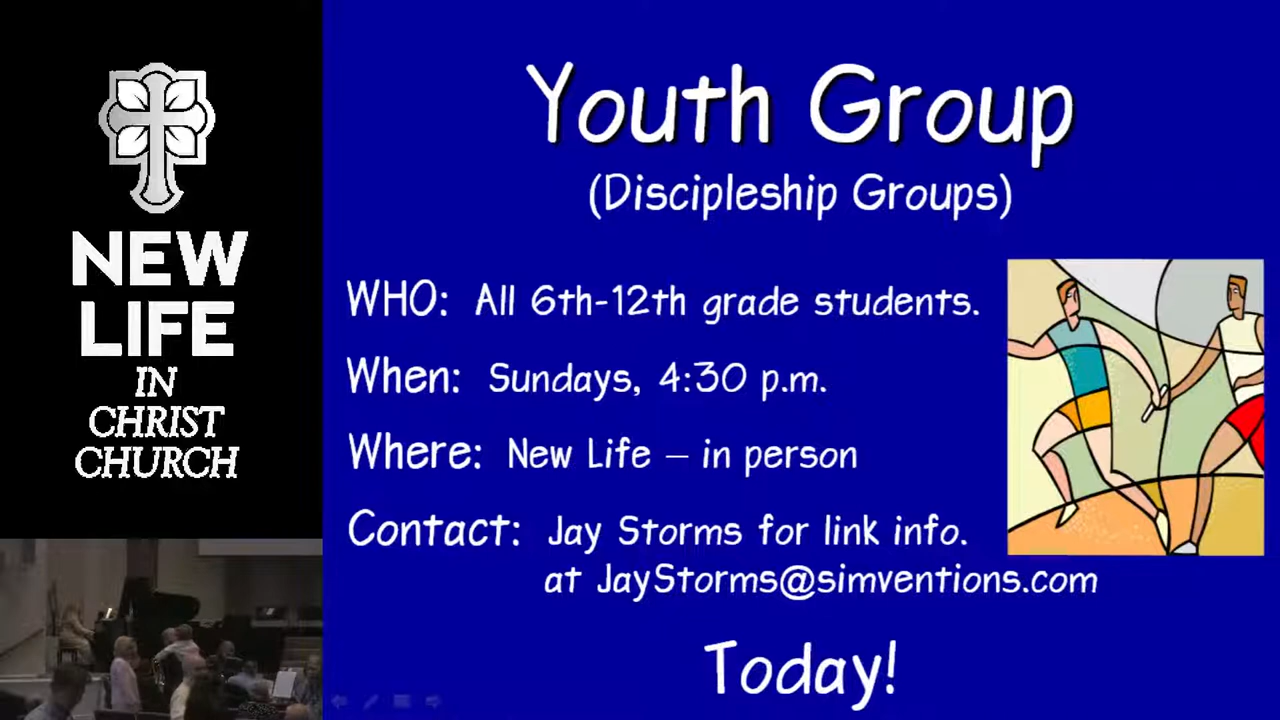 NEW
LIFE
IN
CHRIST
CHURCH
Youth Group
(Discipleship Groups)
WHO: All 6th-12th grade students.
When: Sundays, 4:30 p.m.
Where: New Life – in person
Contact: Jay Storms for link info.
at JayStorms@simventions.com
Today!